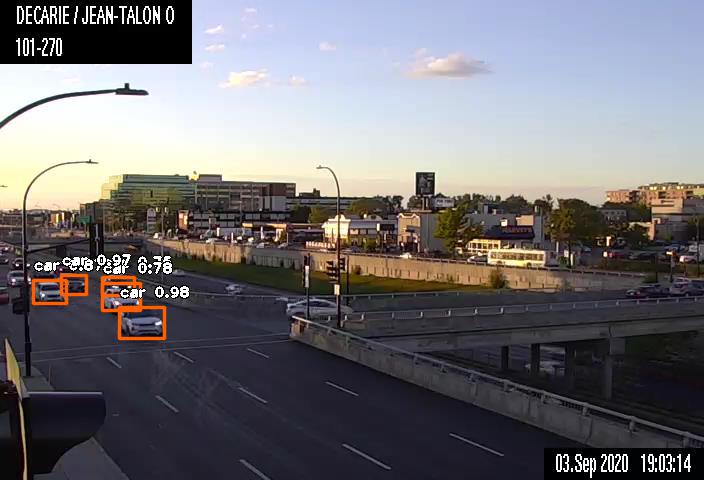 DECARIE / JEAN-TALON O
101-270
car 0.97
car 0.78
car 0.98
HARVEY'S
03.Sep 2020 19:03:14